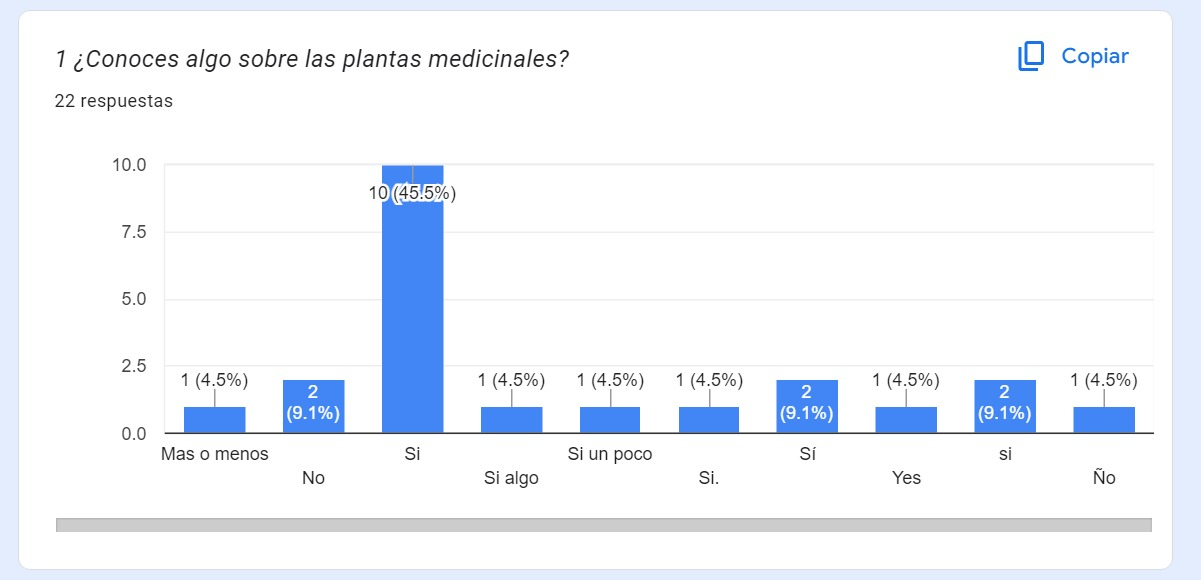 1 ¿Conoces algo sobre las plantas medicinales?
Copiar
22 respuestas
10.0
7.5
5.0
2.5
0.0
1 (4.5%)
2
(9.1%)
10 (45.5%)
1 (4.5%)
1 (4.5%)
1 (4.5%)
2
(9.1%)
1 (4.5%)
2
(9.1%)
1 (4.5%)
Mas o menos
No
Si
Si algo
Si un poco
Si.
Sí
Yes
si
Ño